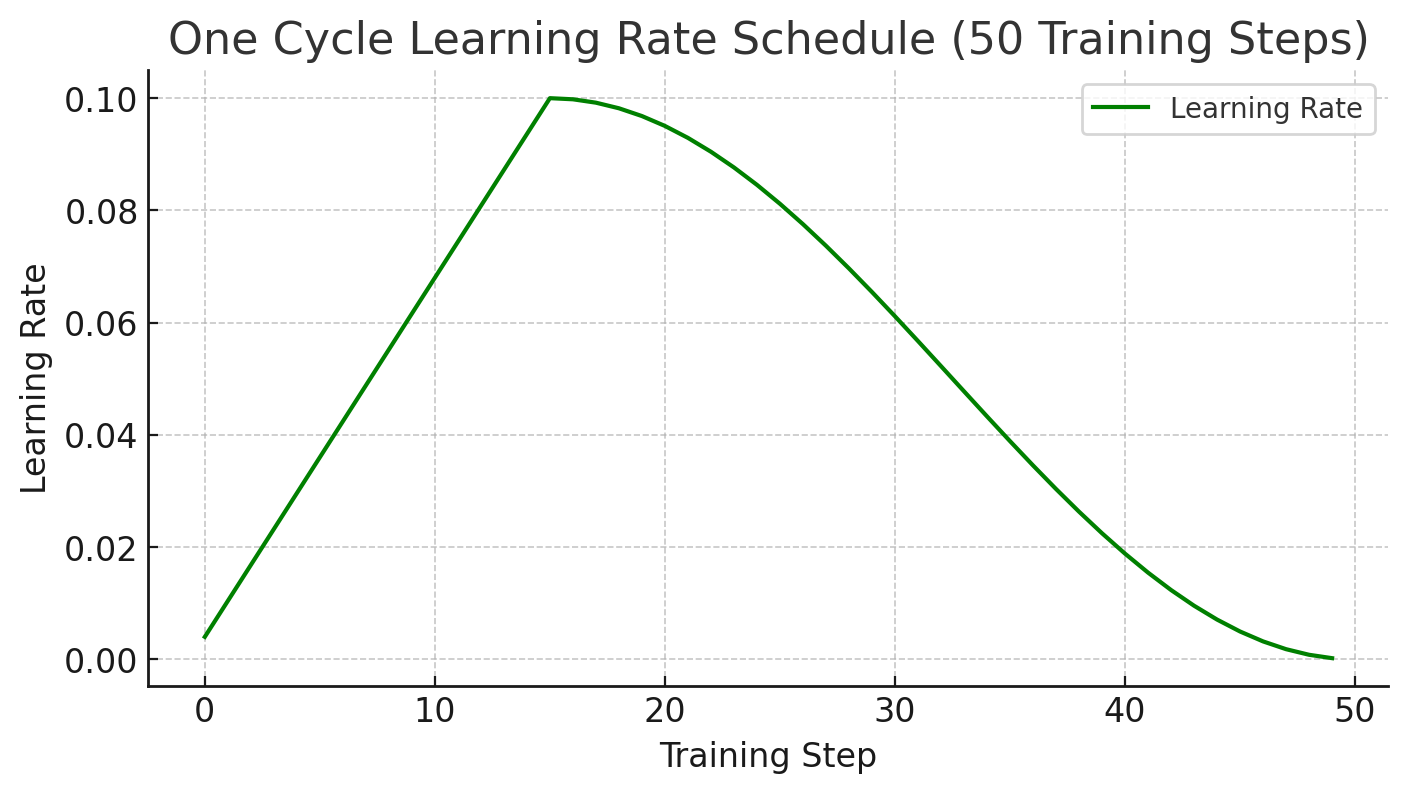 One Cycle Learning Rate Schedule (50 Training Steps)
Learning Rate
0.10
0.08
0.06
0.04
0.02
0.00
Learning Rate
0 10 20 30 40 50
Training Step